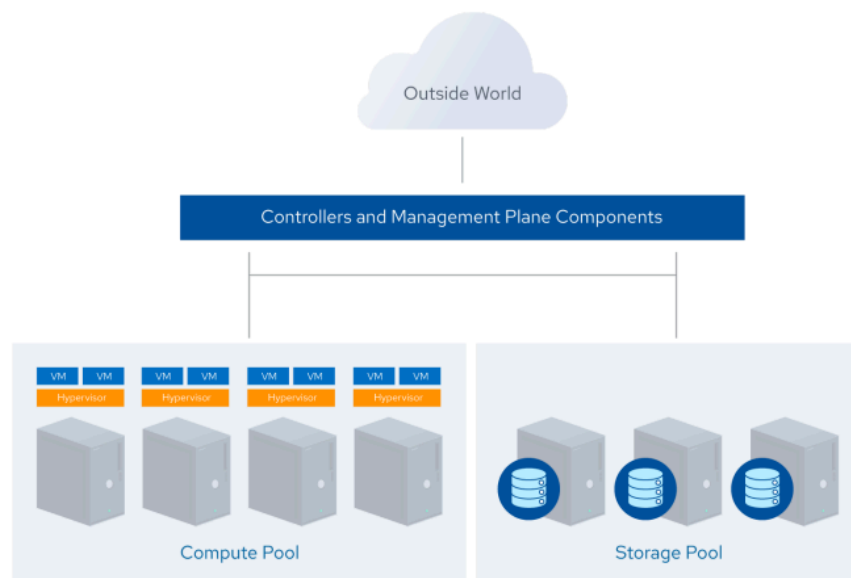 Outside World
Controllers and Management Plane Components
VM VM VM VM VM VM VM VM
Hypervisor Hypervisor Hypervisor Hypervisor
Compute Pool Storage Pool